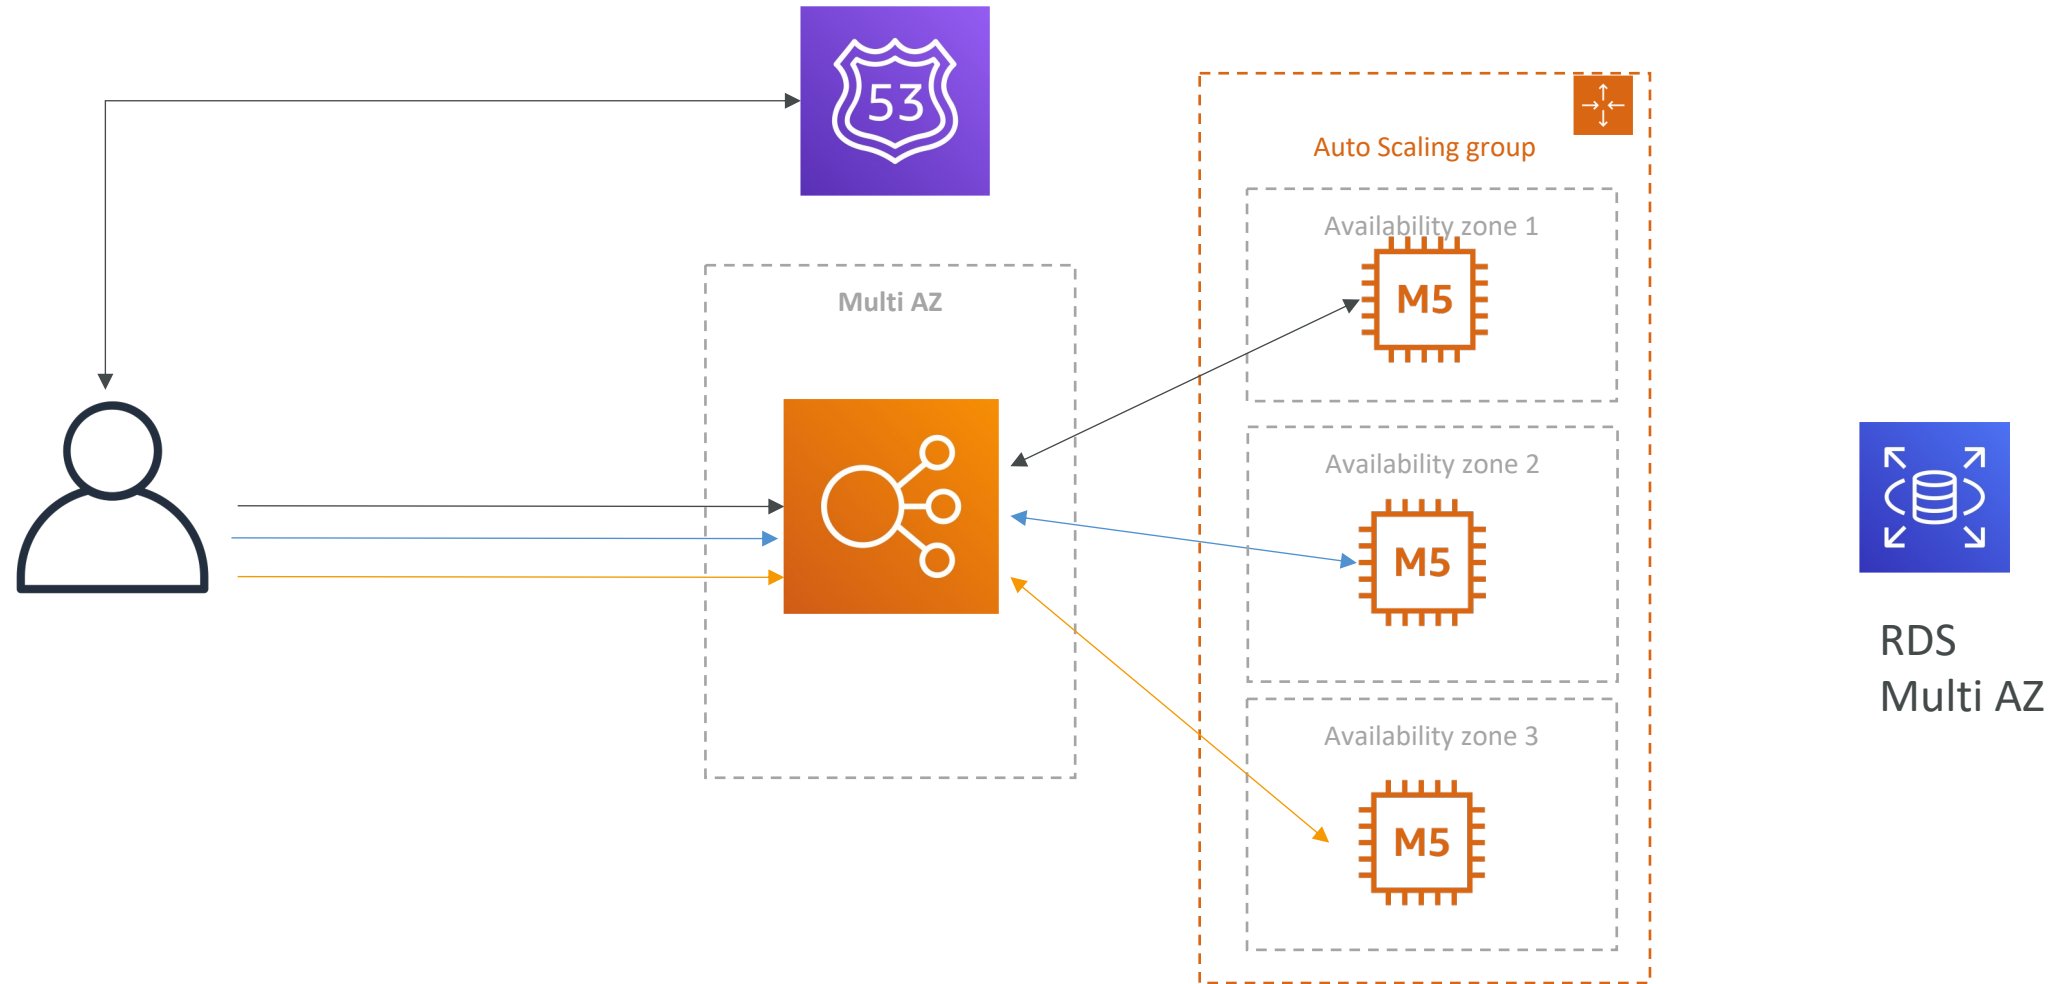 53
Auto Scaling group
Availability zone 1
M5
Multi AZ
Availability zone 2
M5
RDS
Multi AZ
Availability zone 3
M5